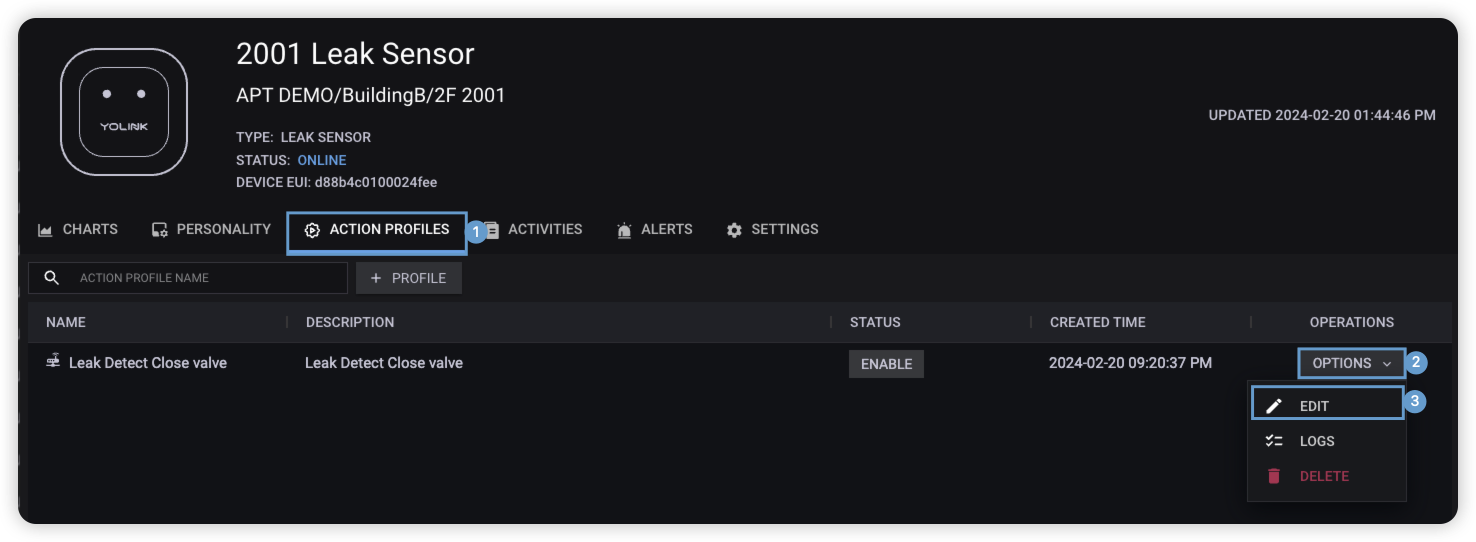 2001 Leak Sensor
APT DEMO/BuildingB/2F 2001
UPDATED 2024-02-20 01:44:46 PM
YOLINK
TYPE: LEAK SENSOR
STATUS: ONLINE
DEVICE EUI: d88b4c0100024fee
CHARTS PERSONALITY ACTION PROFILES 1 ACTIVITIES ALERTS SETTINGS
ACTION PROFILE NAME + PROFILE
NAME DESCRIPTION STATUS CREATED TIME OPERATIONS
Leak Detect Close valve Leak Detect Close valve ENABLE 2024-02-20 09:20:37 PM OPTIONS 2
EDIT 3
LOGS
DELETE